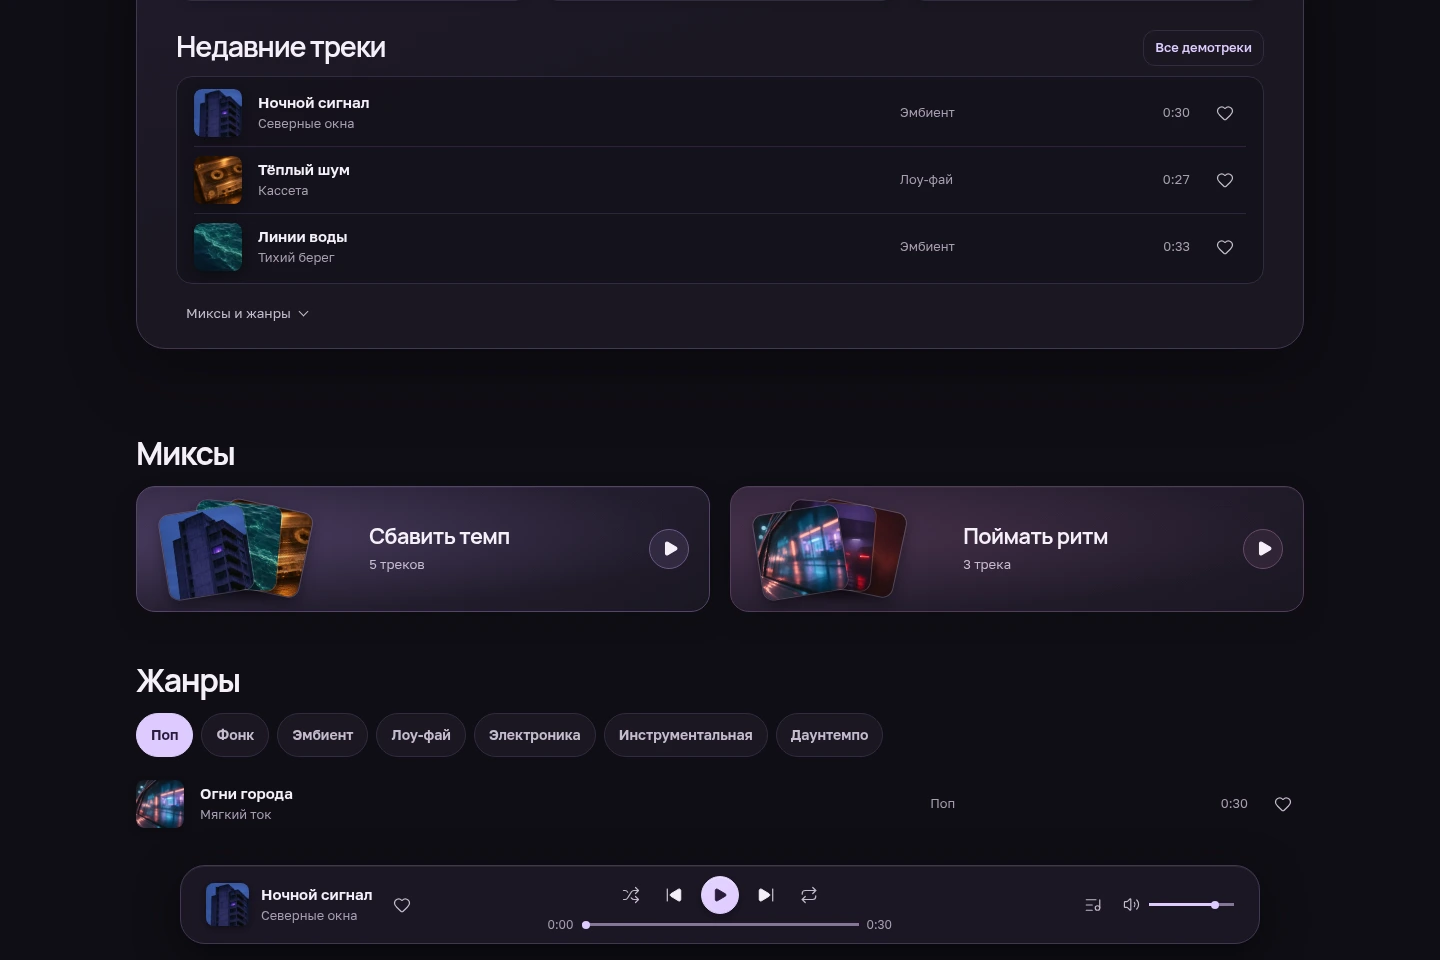 Недавние треки
Все демотреки
Ночной сигнал
Северные окна
Эмбиент
0:30
Тёплый шум
Кассета
Лоу-фай
0:27
Линии воды
Тихий берег
Эмбиент
0:33
Миксы и жанры
Миксы
Сбавить темп
5 треков
Поймать ритм
3 трека
Жанры
Поп
Фонк
Эмбиент
Лоу-фай
Электроника
Инструментальная
Даунтемпо
Огни города
Мягкий ток
Поп
0:30
Ночной сигнал
Северные окна
0:00
0:30